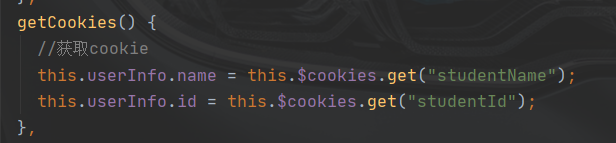 getCookies() {
//获取cookie
this.userInfo.name = this.$cookies.get("studentName");
this.userInfo.id = this.$cookies.get("studentId");
},